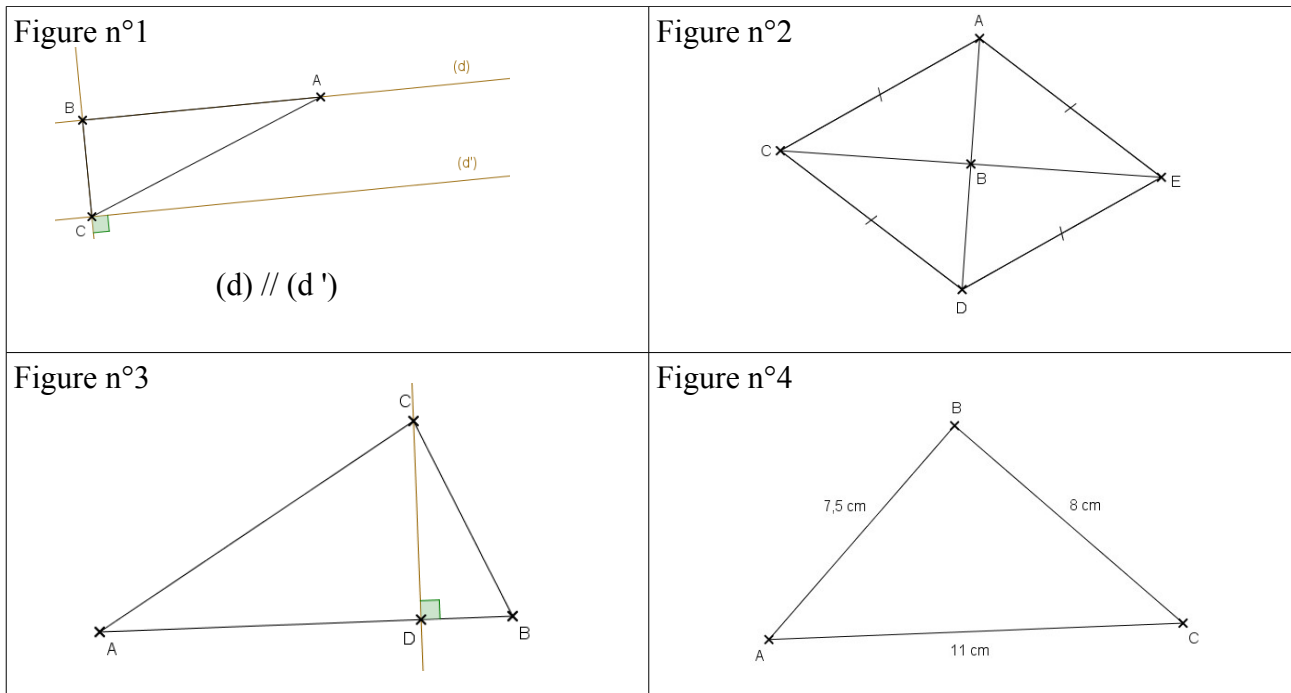 Figure n°1
A
(d)
B
(d')
C
(d) // (d ')
Figure n°2
A
C
B
E
D
Figure n°3
C
D
B
A
Figure n°4
B
7,5 cm
8 cm
A
11 cm
C